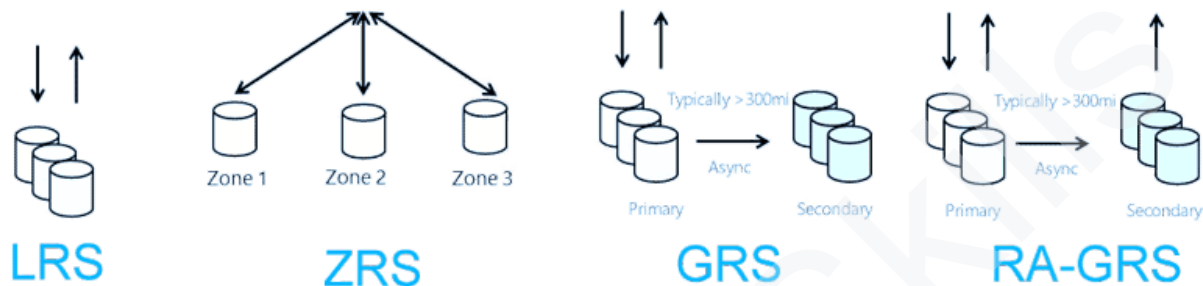 Zone 1
Zone 2
Zone 3
Typically >300mi
Async
Primary
Secondary
Typically >300mi
Async
Primary
Secondary
LRS
ZRS
GRS
RA-GRS
Skills